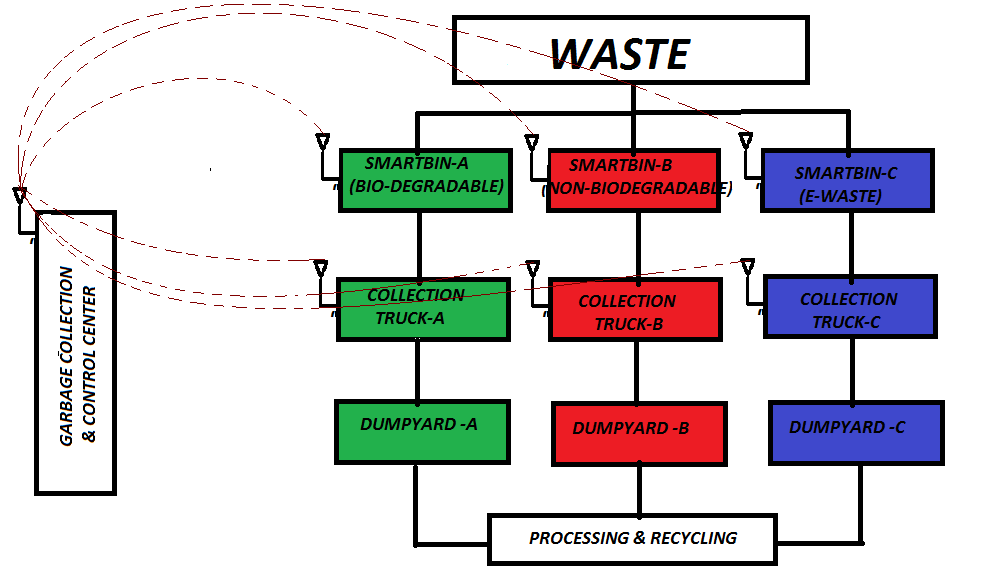 WASTE
SMARTBIN-A
(BIO-DEGRADABLE)
SMARTBIN-B
(NON-BIODEGRADABLE)
SMARTBIN-C
(E-WASTE)
GARBAGE COLLECTION
& CONTROL CENTER
COLLECTION
TRUCK-A
COLLECTION
TRUCK-B
COLLECTION
TRUCK-C
DUMPYARD -A
DUMPYARD -B
DUMPYARD -C
PROCESSING & RECYCLING